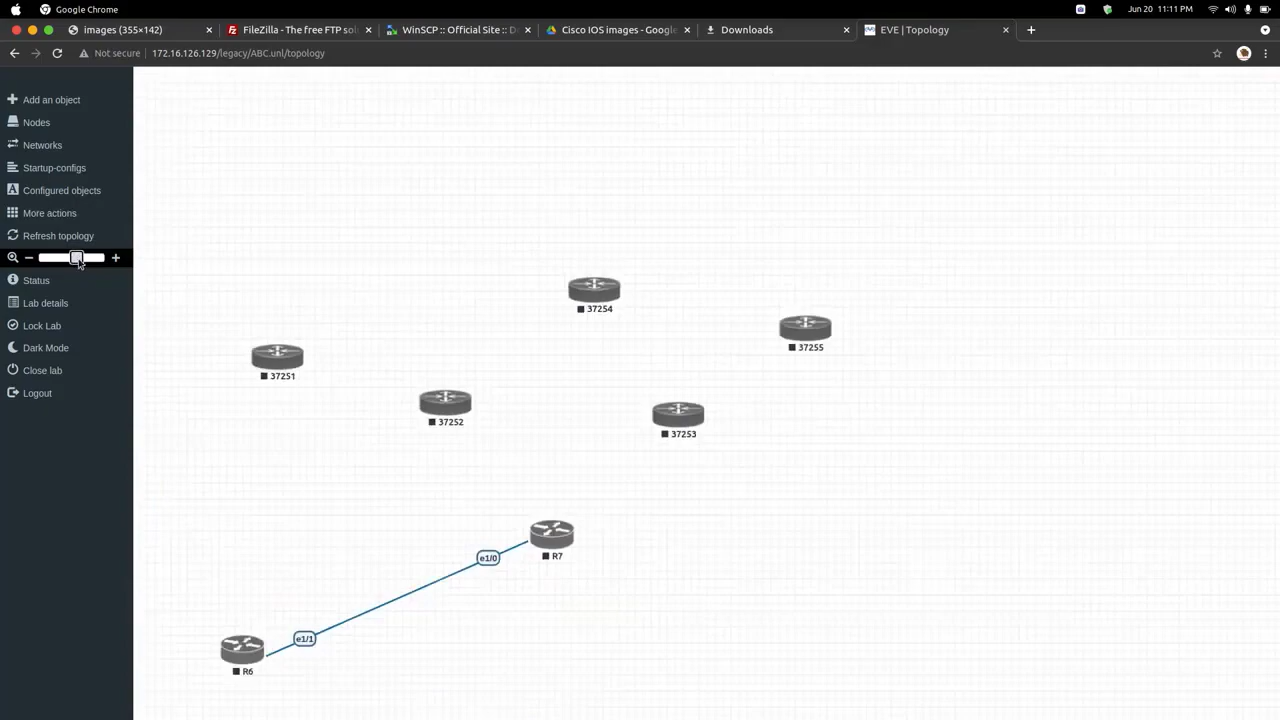 Google Chrome
Jun 20 11:11 PM
images (355×142)
FileZilla - The free FTP sol
WinSCP :: Official Site :: D
Cisco IOS images - Google
Downloads
EVE | Topology
Not secure
172.16.126.129/legacy/ABC.unl/topology
Add an object
Nodes
Networks
Startup-configs
Configured objects
More actions
Refresh topology
Status
Lab details
Lock Lab
Dark Mode
Close lab
Logout
37254
37255
37251
37252
37253
R7
e1/0
e1/1
R6